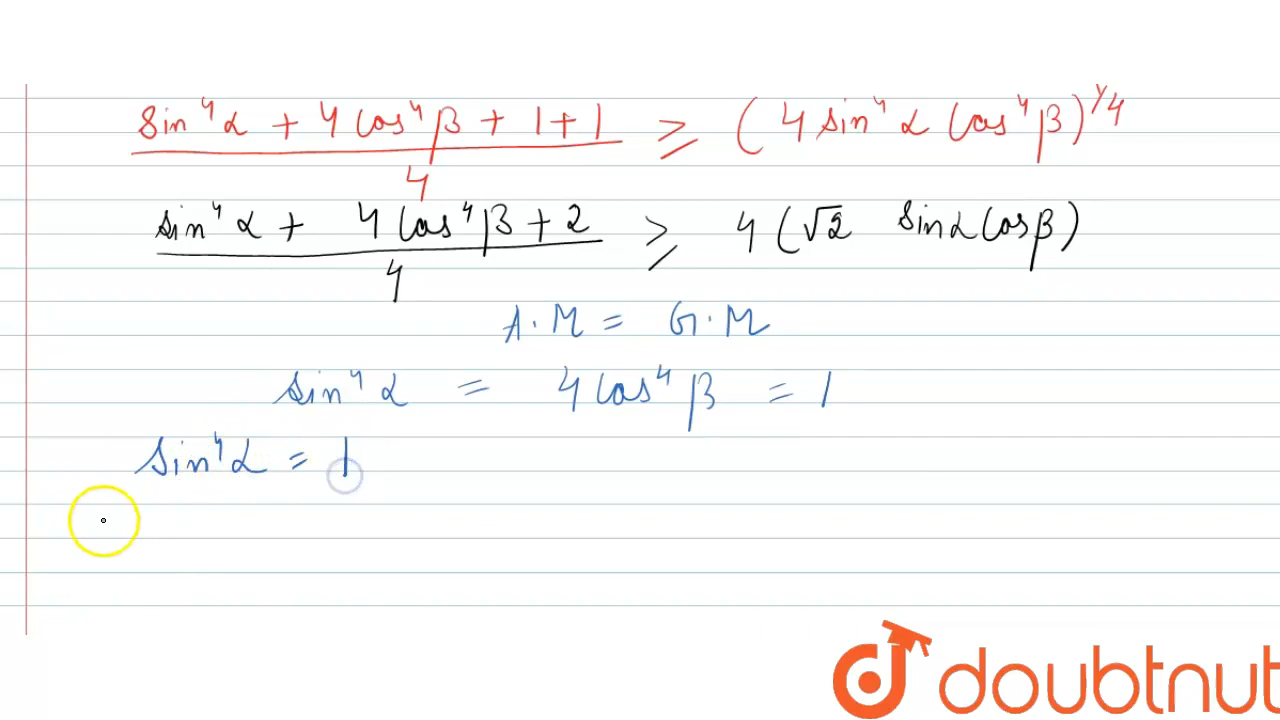 sin⁴α + 4cos⁴β + 1+1 ≥ (4 sin⁴α cos⁴β)^1/4
4
sin⁴α + 4cos⁴β + 2 ≥ 4(√2 sinα cosβ)
4
A.M = G.M
sin⁴α = 4cos⁴β = 1
sin⁴α = 1
doubtnut